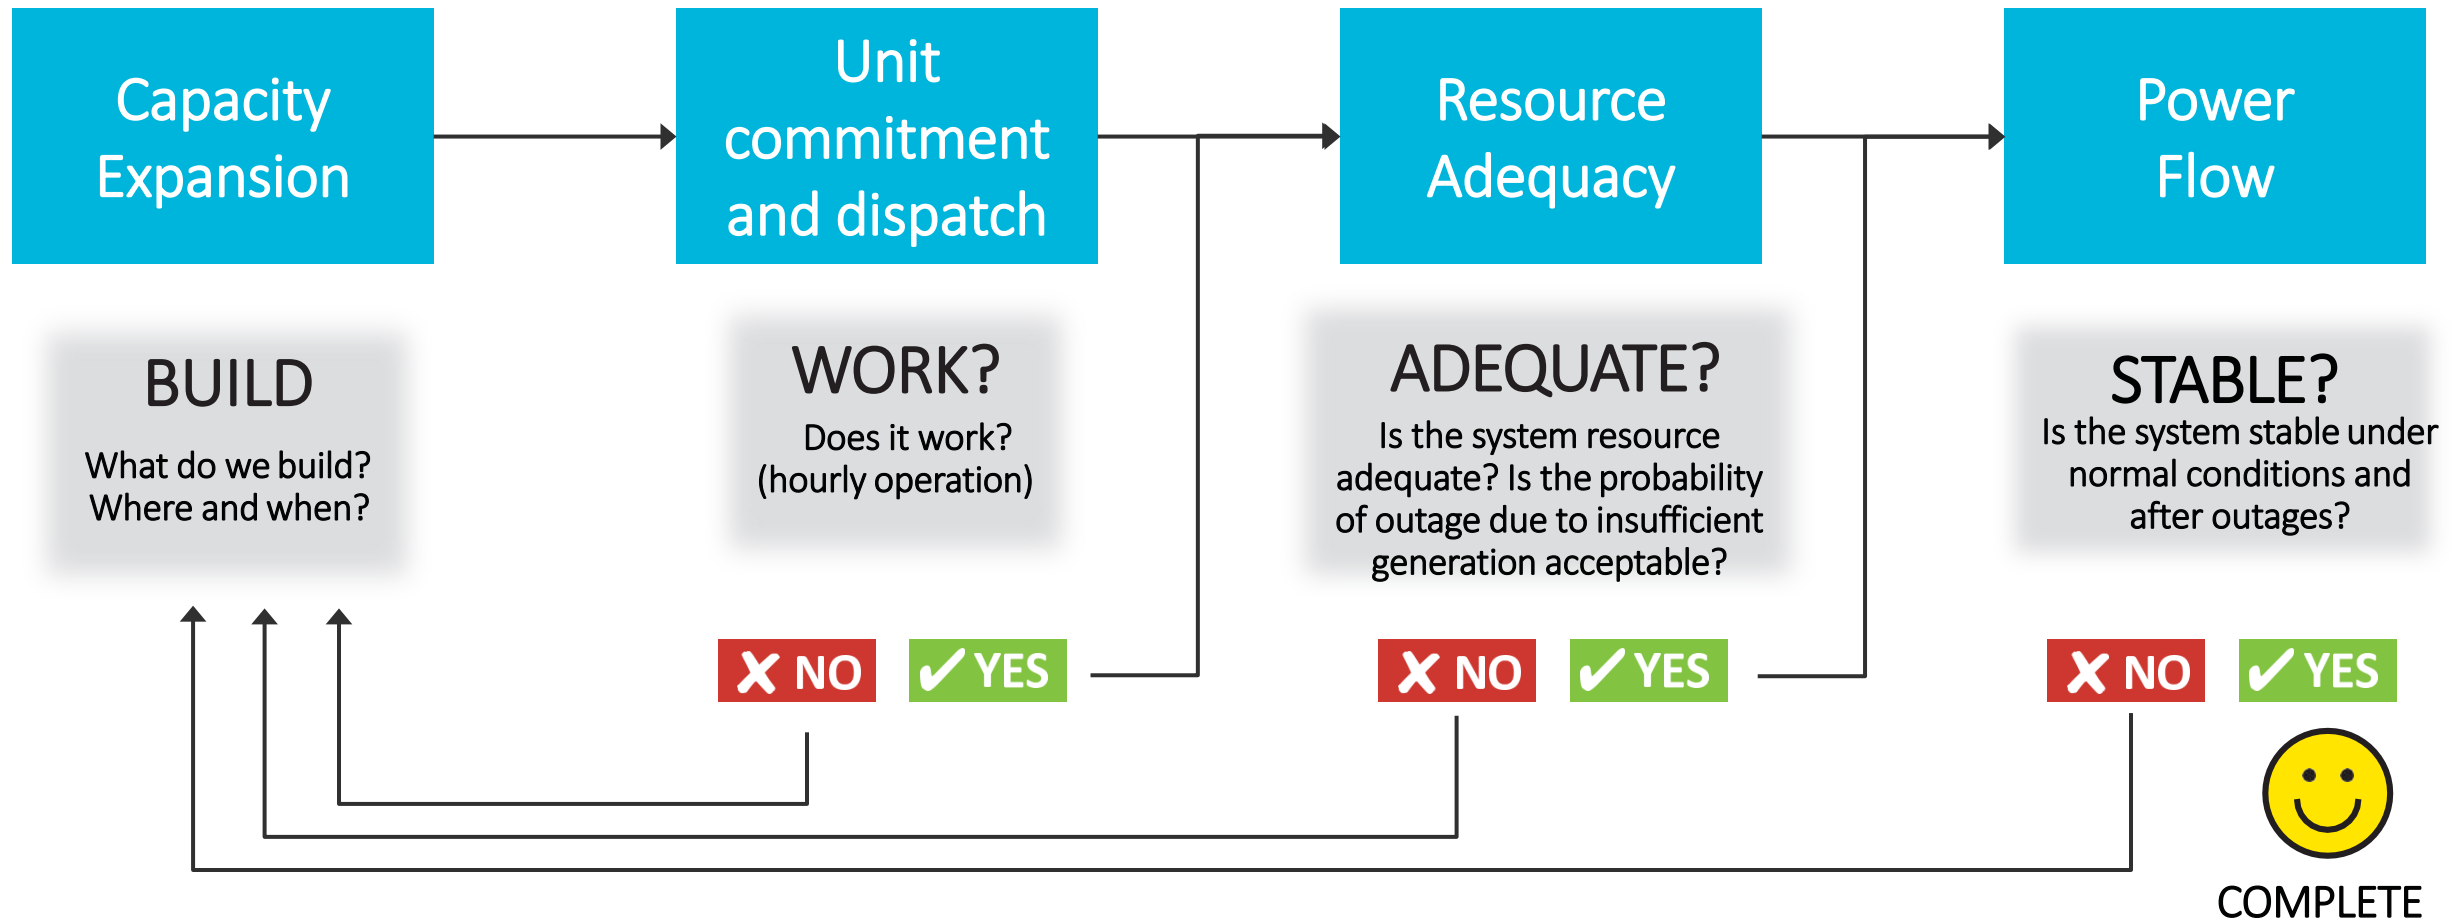 Capacity
Expansion
Unit
commitment
and dispatch
Resource
Adequacy
Power
Flow
BUILD
What do we build?
Where and when?
WORK?
Does it work?
(hourly operation)
ADEQUATE?
Is the system resource
adequate? Is the probability
of outage due to insufficient
generation acceptable?
STABLE?
Is the system stable under
normal conditions and
after outages?
✘ NO
✔ YES
✘ NO
✔ YES
✘ NO
✔ YES
COMPLETE